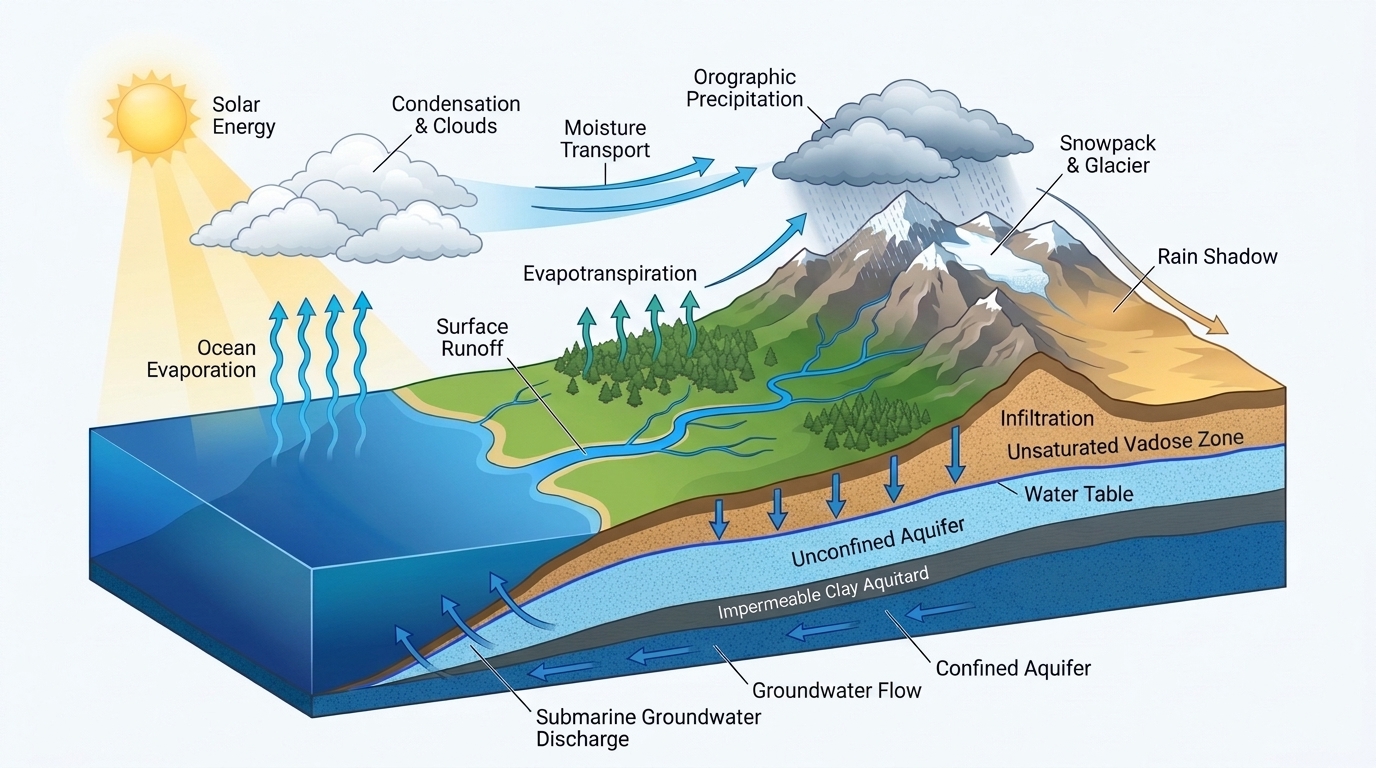 Solar
Energy
Condensation
& Clouds
Moisture
Transport
Orographic
Precipitation
Snowpack
& Glacier
Rain Shadow
Evapotranspiration
Surface
Runoff
Ocean
Evaporation
Infiltration
Unsaturated Vadose Zone
Water Table
Unconfined Aquifer
Impermeable Clay Aquitard
Confined Aquifer
Groundwater Flow
Submarine Groundwater
Discharge